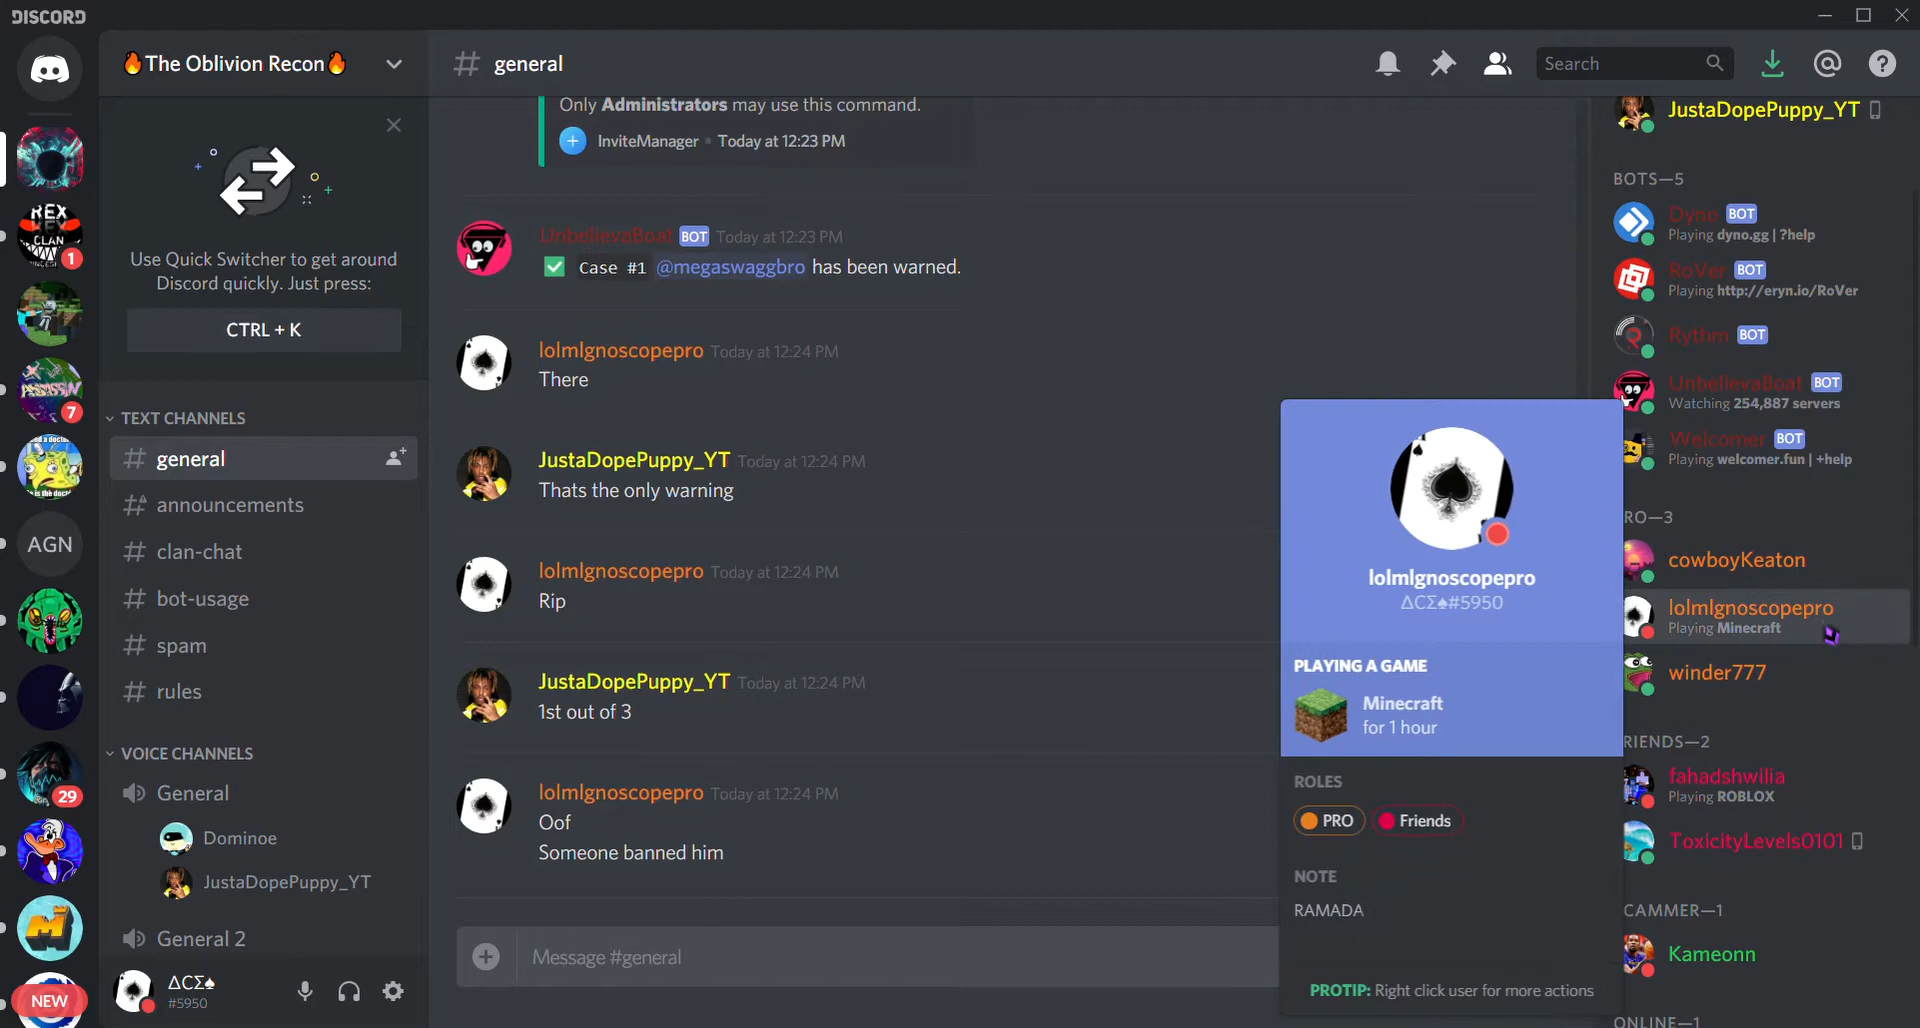 DISCORD
🔥The Oblivion Recon🔥
general
Search
Use Quick Switcher to get around
Discord quickly. Just press:
CTRL + K
TEXT CHANNELS
general
announcements
clan-chat
bot-usage
spam
rules
VOICE CHANNELS
General
Dominoe
JustaDopePuppy_YT
General 2
ΔCΣ♠
#5950
REX
CLAN
1
7
AGN
29
NEW
Only Administrators may use this command.
InviteManager • Today at 12:23 PM
UnbelievaBoat BOT Today at 12:23 PM
Case #1 @megaswaggbro has been warned.
lolmlgnoscopepro Today at 12:24 PM
There
JustaDopePuppy_YT Today at 12:24 PM
Thats the only warning
lolmlgnoscopepro Today at 12:24 PM
Rip
JustaDopePuppy_YT Today at 12:24 PM
1st out of 3
lolmlgnoscopepro Today at 12:24 PM
Oof
Someone banned him
Message #general
lolmlgnoscopepro
ΔCΣ♠#5950
PLAYING A GAME
Minecraft
for 1 hour
ROLES
PRO
Friends
NOTE
RAMADA
PROTIP: Right click user for more actions
JustaDopePuppy_YT
BOTS—5
Dyno BOT
Playing dyno.gg | ?help
RoVer BOT
Playing http://eryn.io/RoVer
Rythm BOT
UnbelievaBoat BOT
Watching 254,887 servers
Welcomer BOT
Playing welcomer.fun | +help
RO—3
cowboyKeaton
lolmlgnoscopepro
Playing Minecraft
winder777
RIENDS—2
fahadshwilia
Playing ROBLOX
ToxicityLevels0101
CAMMER—1
Kameonn
ONLINE—1